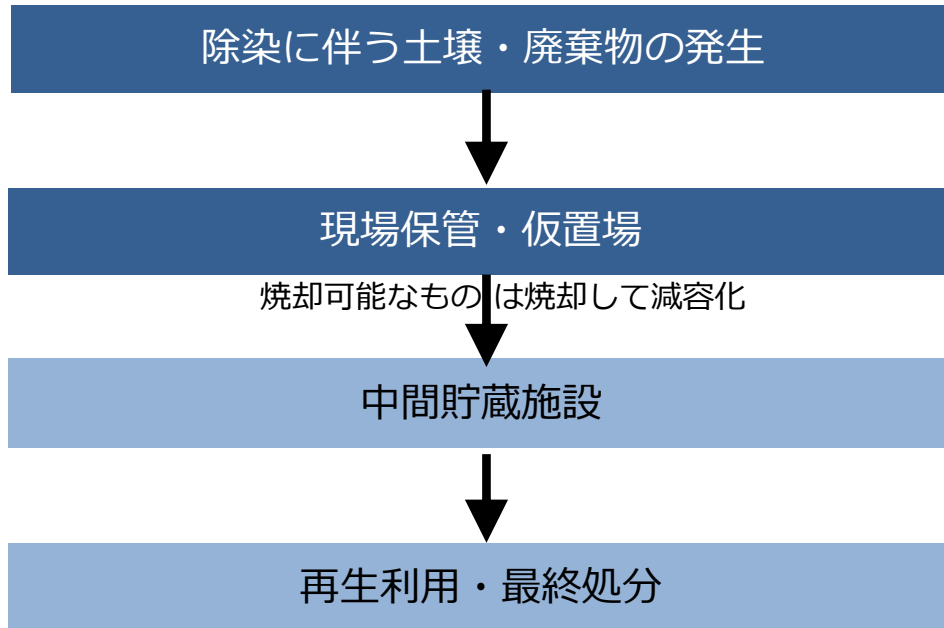 除染に伴う土壌・廃棄物の発生
現場保管・仮置場
焼却可能なものは焼却して減容化
中間貯蔵施設
再生利用・最終処分